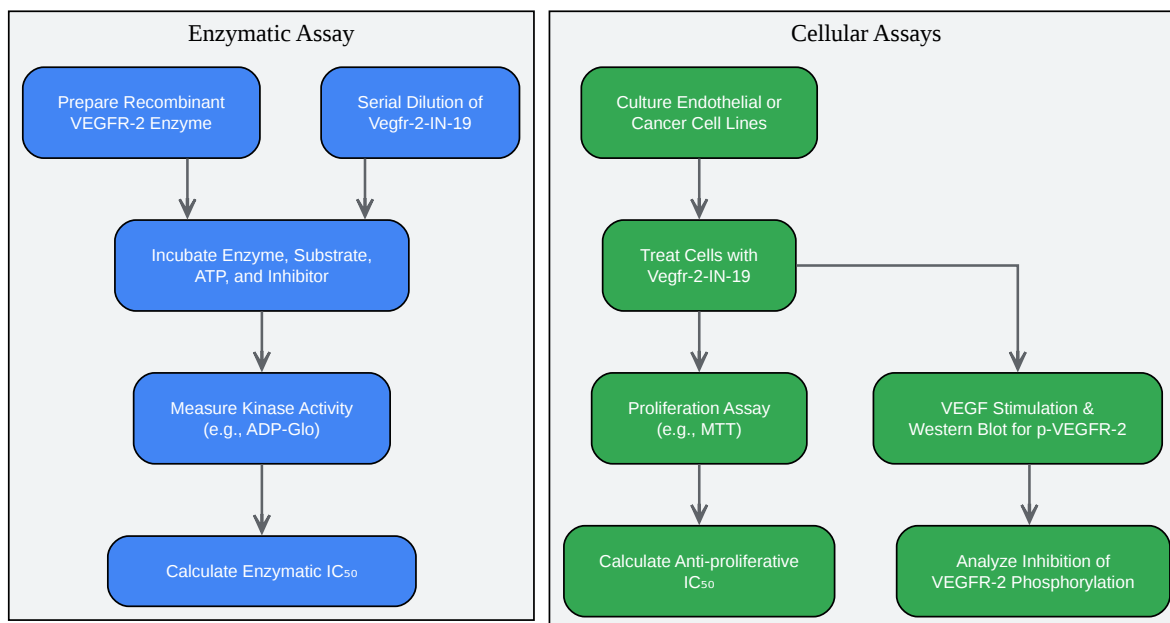 Enzymatic Assay
Prepare Recombinant
VEGFR-2 Enzyme
Serial Dilution of
Vegfr-2-IN-19
Incubate Enzyme, Substrate,
ATP, and Inhibitor
Measure Kinase Activity
(e.g., ADP-Glo)
Calculate Enzymatic IC₅₀
Cellular Assays
Culture Endothelial or
Cancer Cell Lines
Treat Cells with
Vegfr-2-IN-19
Proliferation Assay
(e.g., MTT)
VEGF Stimulation &
Western Blot for p-VEGFR-2
Calculate Anti-proliferative
IC₅₀
Analyze Inhibition of
VEGFR-2 Phosphorylation